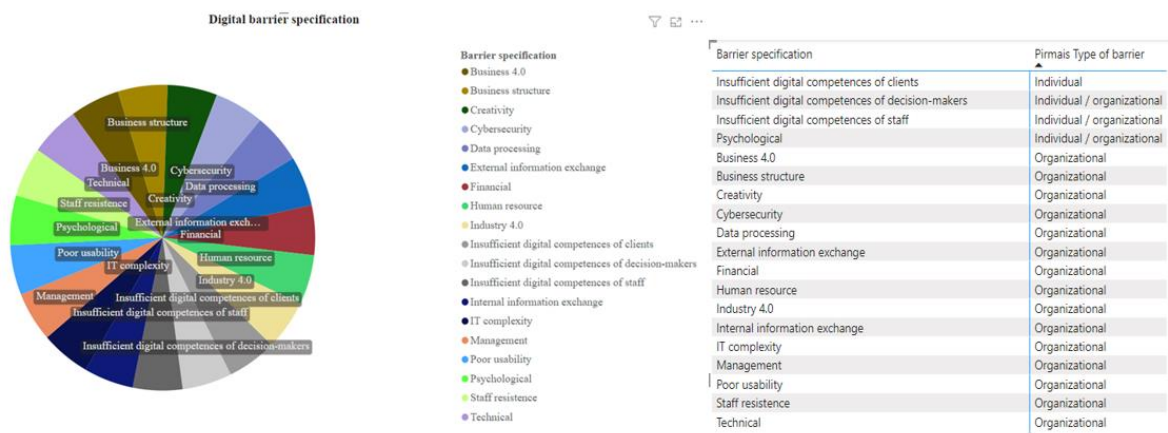 Digital barrier specification
Business structure
Business 4.0
Cybersecurity
Technical
Data processing
Creativity
Staff resistence
External information exch...
Psychological
Financial
Poor usability
Human resource
IT complexity
Industry 4.0
Management
Insufficient digital competences of clients
Insufficient digital competences of staff
Insufficient digital competences of decision-makers
Barrier specification
Business 4.0
Business structure
Creativity
Cybersecurity
Data processing
External information exchange
Financial
Human resource
Industry 4.0
Insufficient digital competences of clients
Insufficient digital competences of decision-makers
Insufficient digital competences of staff
Internal information exchange
IT complexity
Management
Poor usability
Psychological
Staff resistence
Technical
Barrier specification Pirmais Type of barrier
Insufficient digital competences of clients Individual
Insufficient digital competences of decision-makers Individual / organizational
Insufficient digital competences of staff Individual / organizational
Psychological Individual / organizational
Business 4.0 Organizational
Business structure Organizational
Creativity Organizational
Cybersecurity Organizational
Data processing Organizational
External information exchange Organizational
Financial Organizational
Human resource Organizational
Industry 4.0 Organizational
Internal information exchange Organizational
IT complexity Organizational
Management Organizational
Poor usability Organizational
Staff resistence Organizational
Technical Organizational